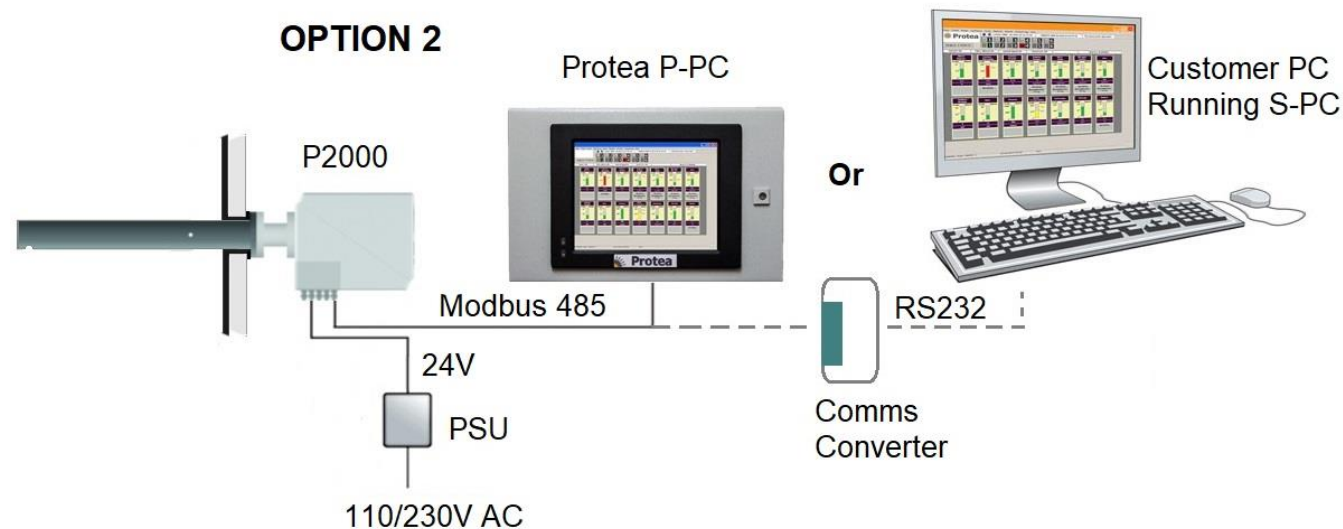 OPTION 2
Protea P-PC
Customer PC
Running S-PC
P2000
Or
Protea
Protea
Modbus 485
RS232
24V
Comms
Converter
PSU
110/230V AC